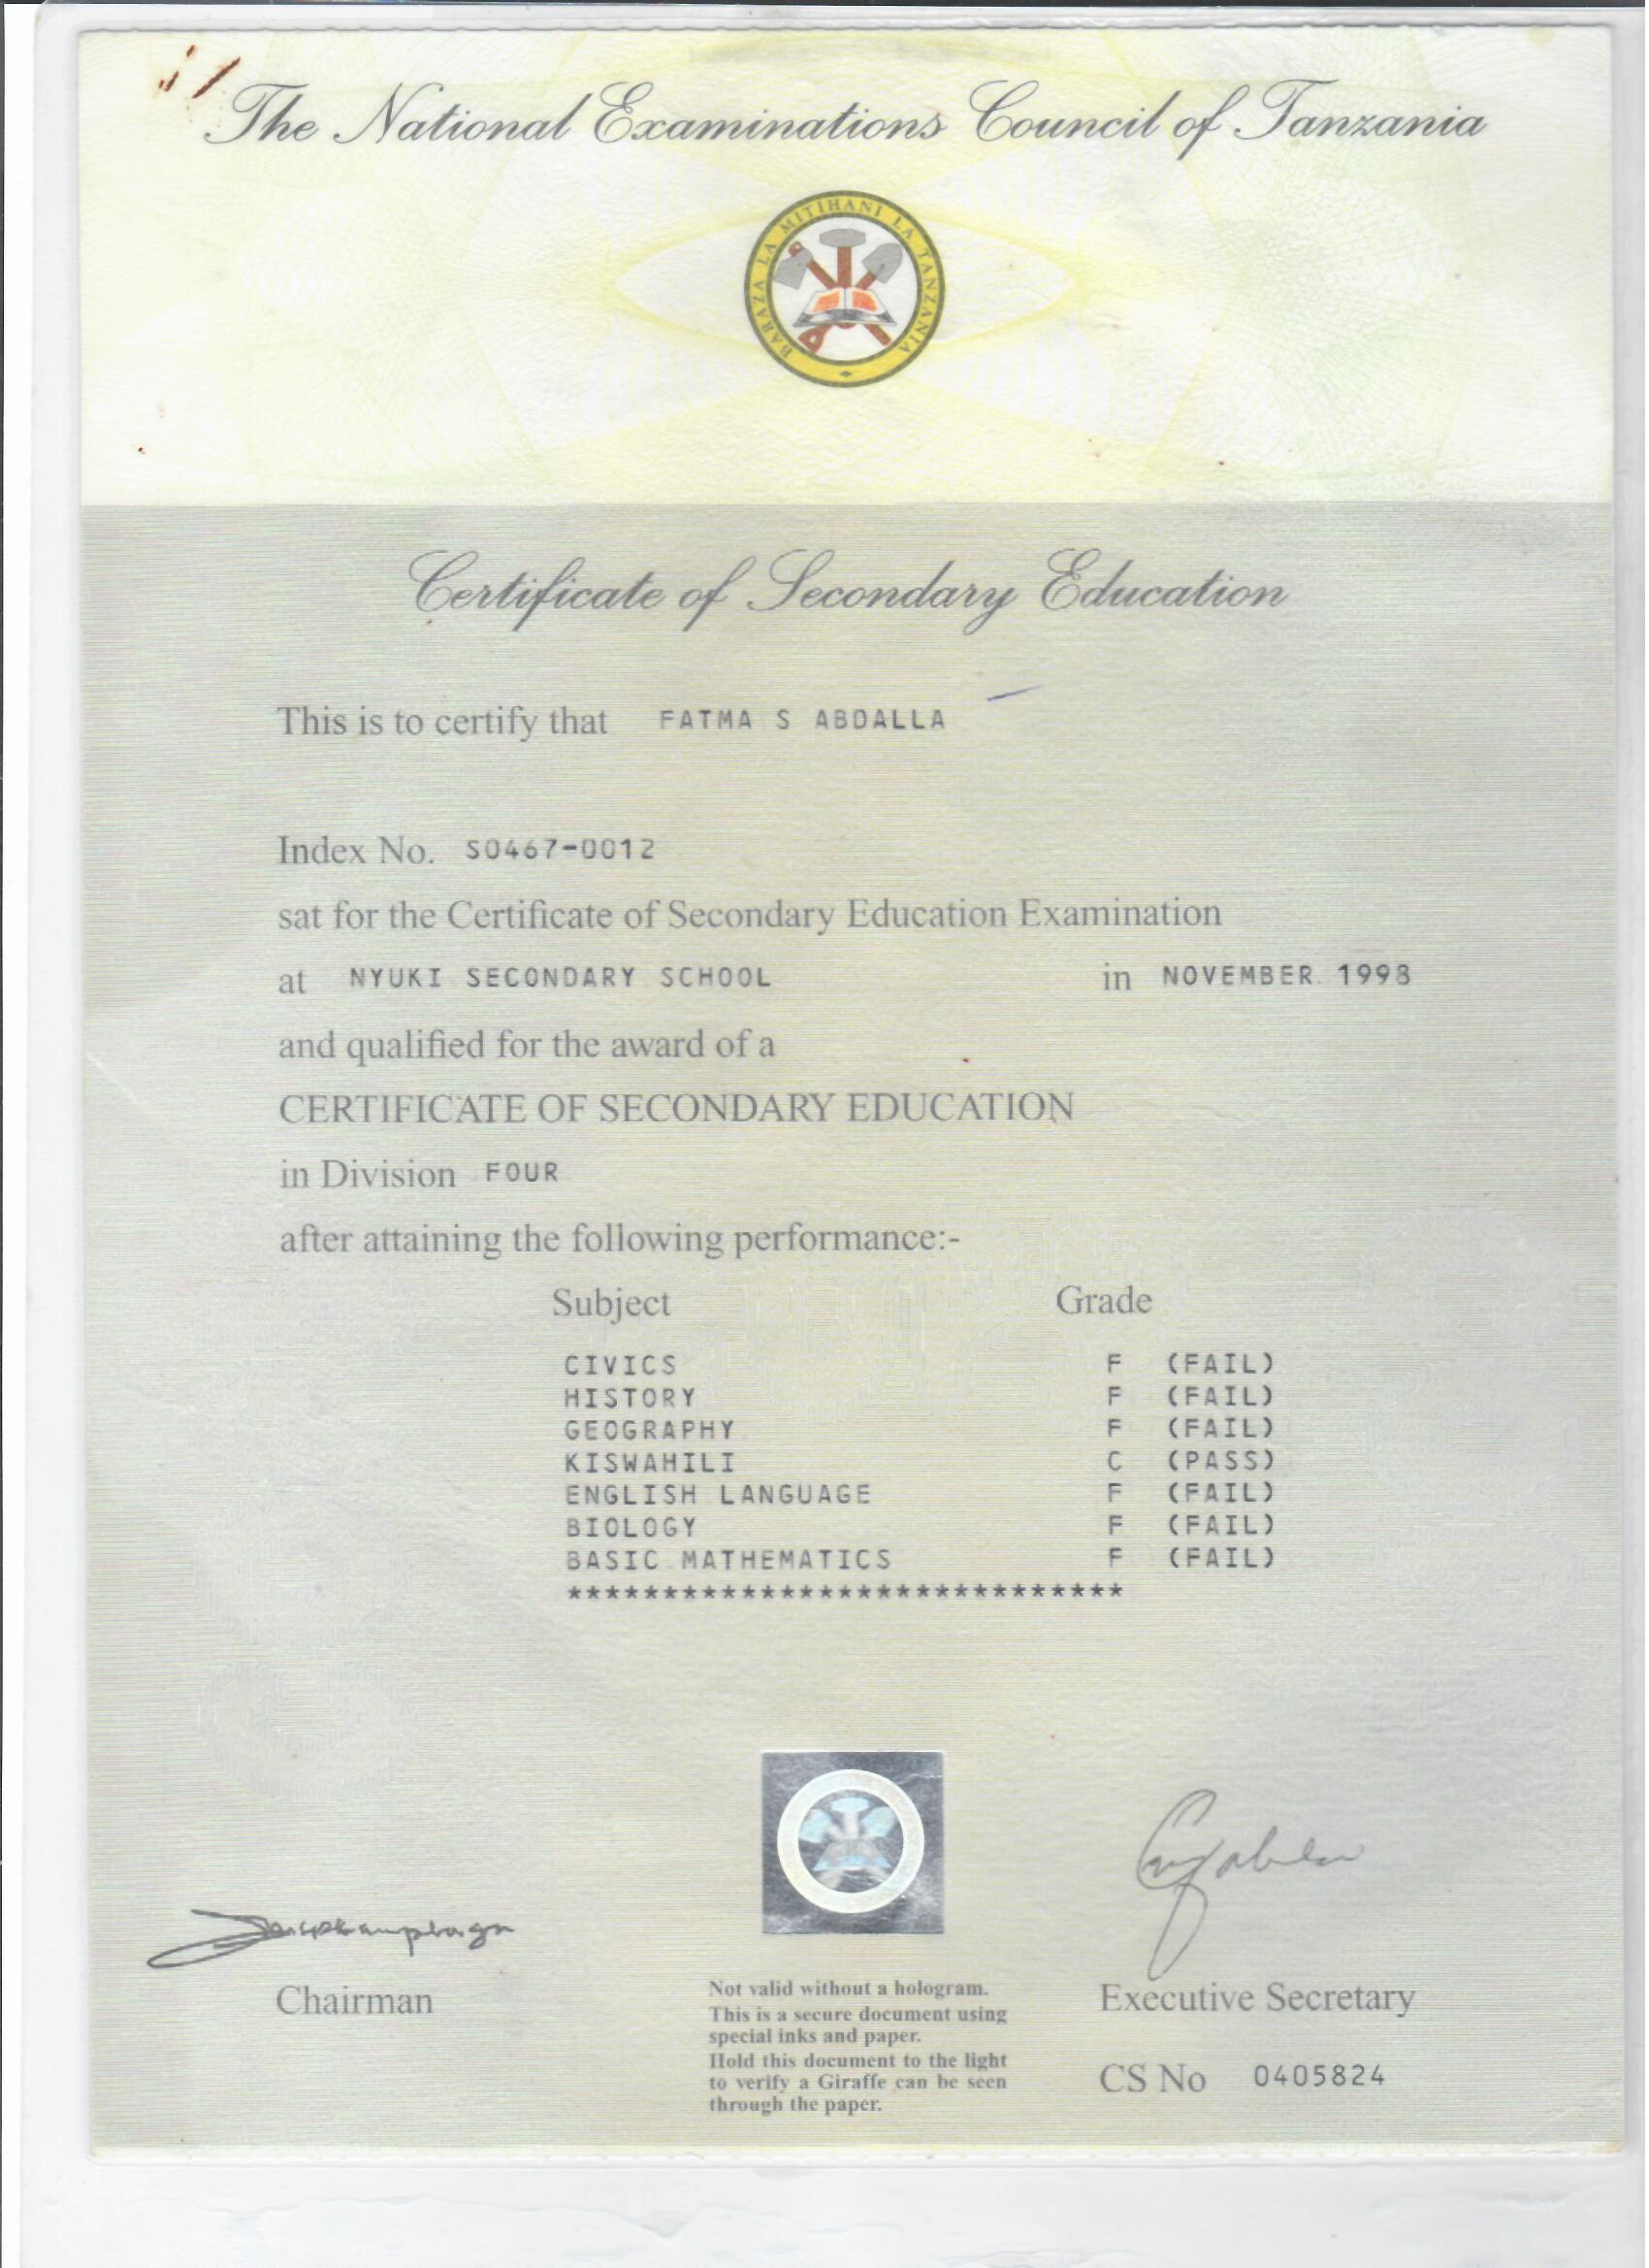 The National Examinations Council of Tanzania
BARAZA LA MITIHANI LA TANZANIA
Certificate of Secondary Education
This is to certify that FATMA S ABDALLA
Index No. S0467-0012
sat for the Certificate of Secondary Education Examination
at NYUKI SECONDARY SCHOOL in NOVEMBER 1998
and qualified for the award of a
CERTIFICATE OF SECONDARY EDUCATION
in Division FOUR
after attaining the following performance:-
Subject Grade
CIVICS F (FAIL)
HISTORY F (FAIL)
GEOGRAPHY F (FAIL)
KISWAHILI C (PASS)
ENGLISH LANGUAGE F (FAIL)
BIOLOGY F (FAIL)
BASIC MATHEMATICS F (FAIL)
*****************************
Chairman
Not valid without a hologram.
This is a secure document using
special inks and paper.
Hold this document to the light
to verify a Giraffe can be seen
through the paper.
Executive Secretary
CS No 0405824